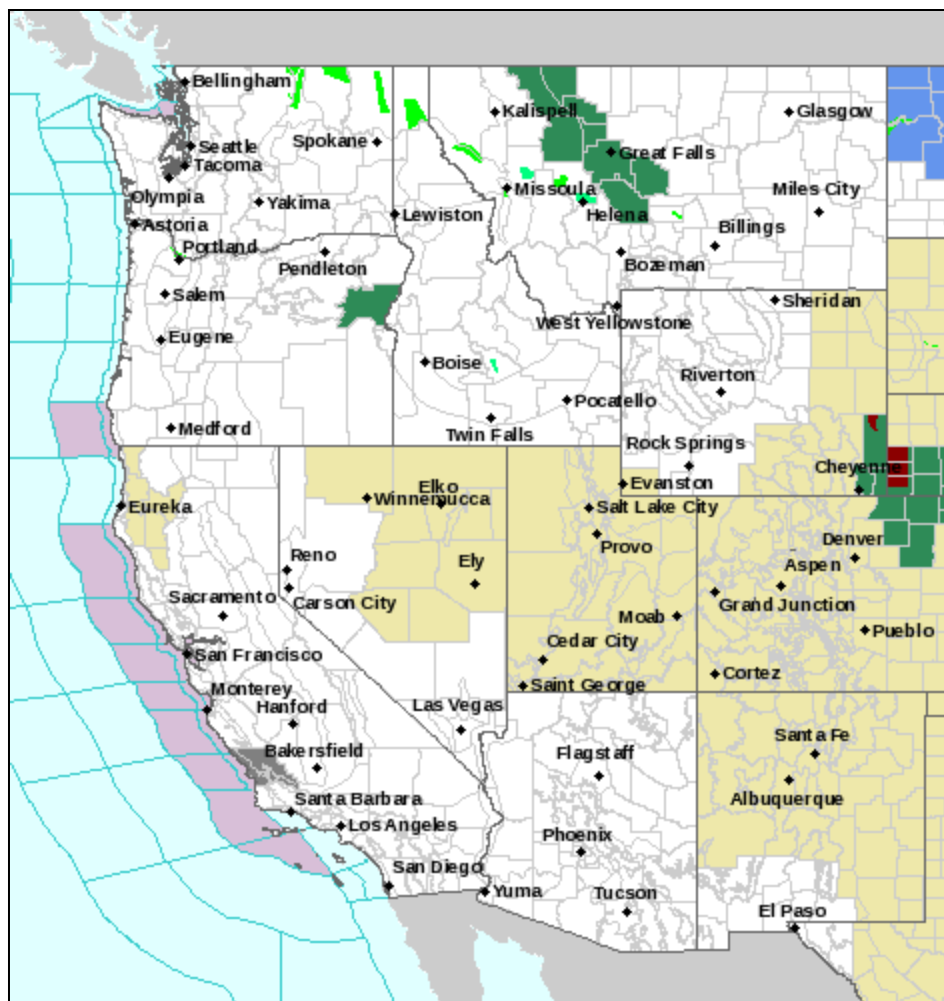 Bellingham
Kalispell
Glasgow
Seattle
Spokane
Great Falls
Tacoma
Missoula
Miles City
Olympia
Yakima
Lewiston
Helena
Astoria
Billings
Portland
Pendleton
Bozeman
Salem
Sheridan
West Yellowstone
Eugene
Boise
Riverton
Pocatello
Medford
Twin Falls
Rock Springs
Cheyenne
Elko
Evanston
Winnemucca
Eureka
Salt Lake City
Provo
Denver
Reno
Ely
Aspen
Sacramento
Carson City
Grand Junction
Moab
Pueblo
Cedar City
San Francisco
Cortez
Saint George
Monterey
Hanford
Las Vegas
Santa Fe
Bakersfield
Flagstaff
Albuquerque
Santa Barbara
Los Angeles
Phoenix
San Diego
Yuma
Tucson
El Paso